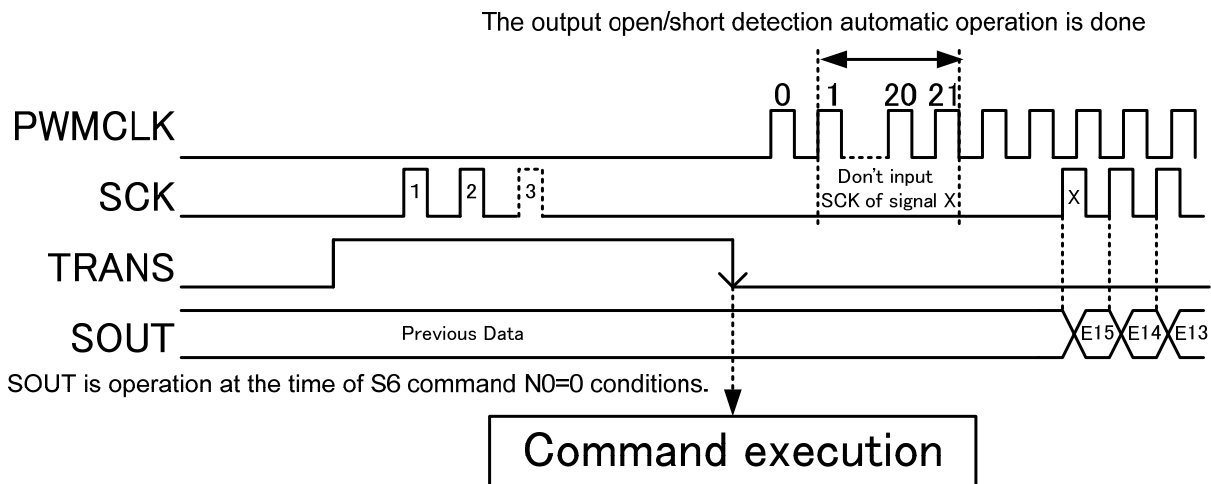 The output open/short detection automatic operation is done
0 1 20 21
PWMCLK
Don't input
SCK of signal X
SCK
1 2 3 X
TRANS
SOUT
Previous Data
E15 E14 E13
SOUT is operation at the time of S6 command N0=0 conditions.
Command execution